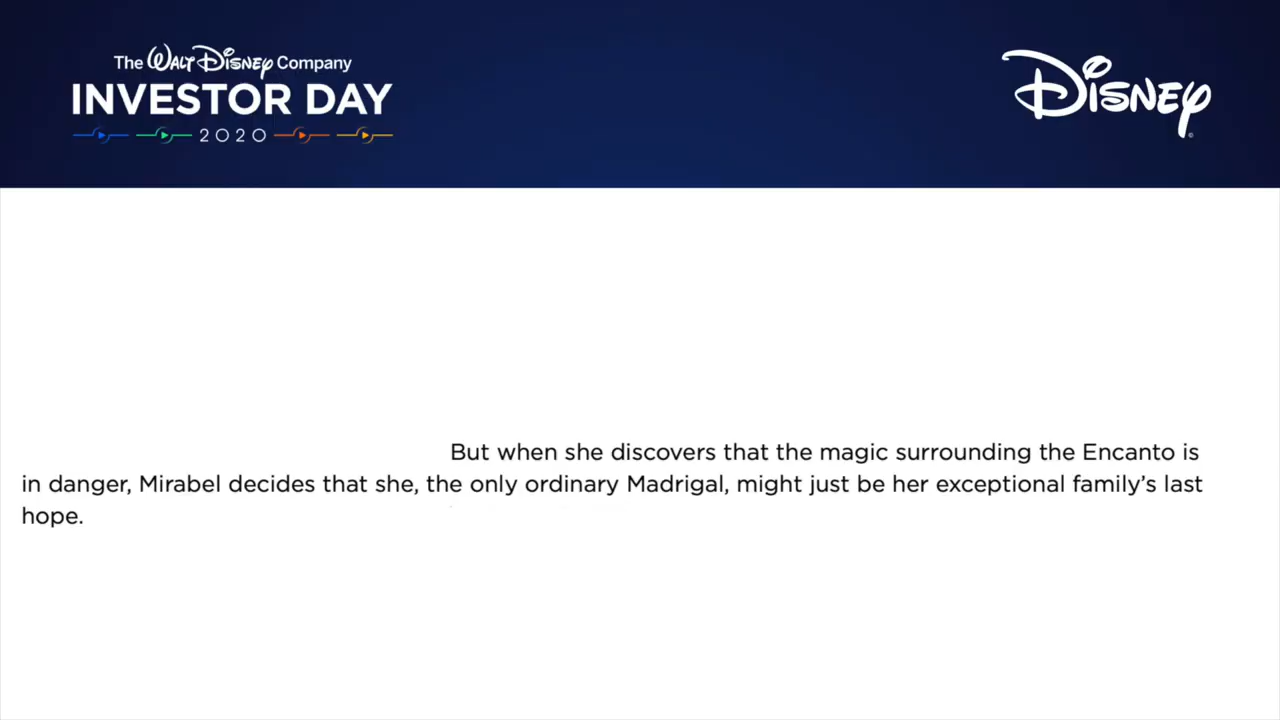 The WALT DISNEY Company
INVESTOR DAY
2020
DISNEY
But when she discovers that the magic surrounding the Encanto is
in danger, Mirabel decides that she, the only ordinary Madrigal, might just be her exceptional family’s last
hope.